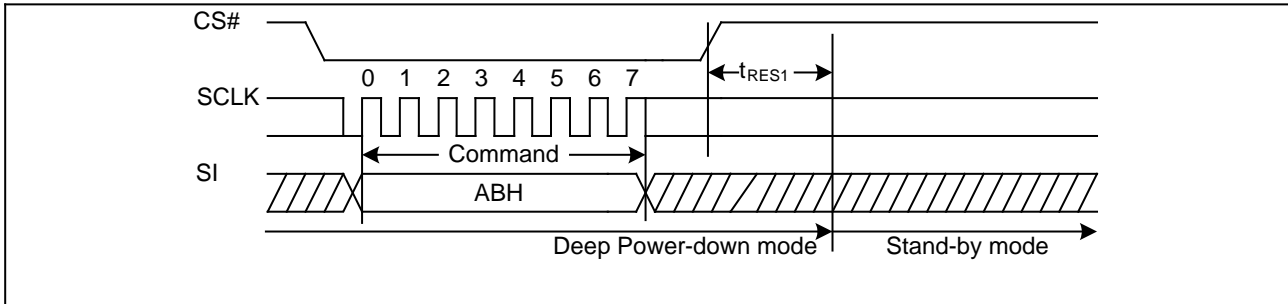 CS#
tRES1
0 1 2 3 4 5 6 7
SCLK
Command
SI
ABH
Deep Power-down mode Stand-by mode